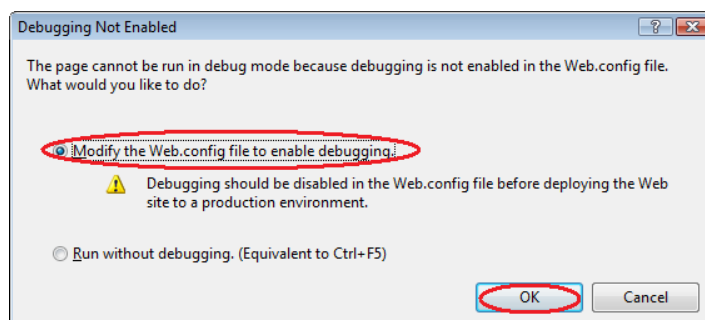 Debugging Not Enabled
The page cannot be run in debug mode because debugging is not enabled in the Web.config file.
What would you like to do?
Modify the Web.config file to enable debugging.
Debugging should be disabled in the Web.config file before deploying the Web
site to a production environment.
Run without debugging. (Equivalent to Ctrl+F5)
OK Cancel